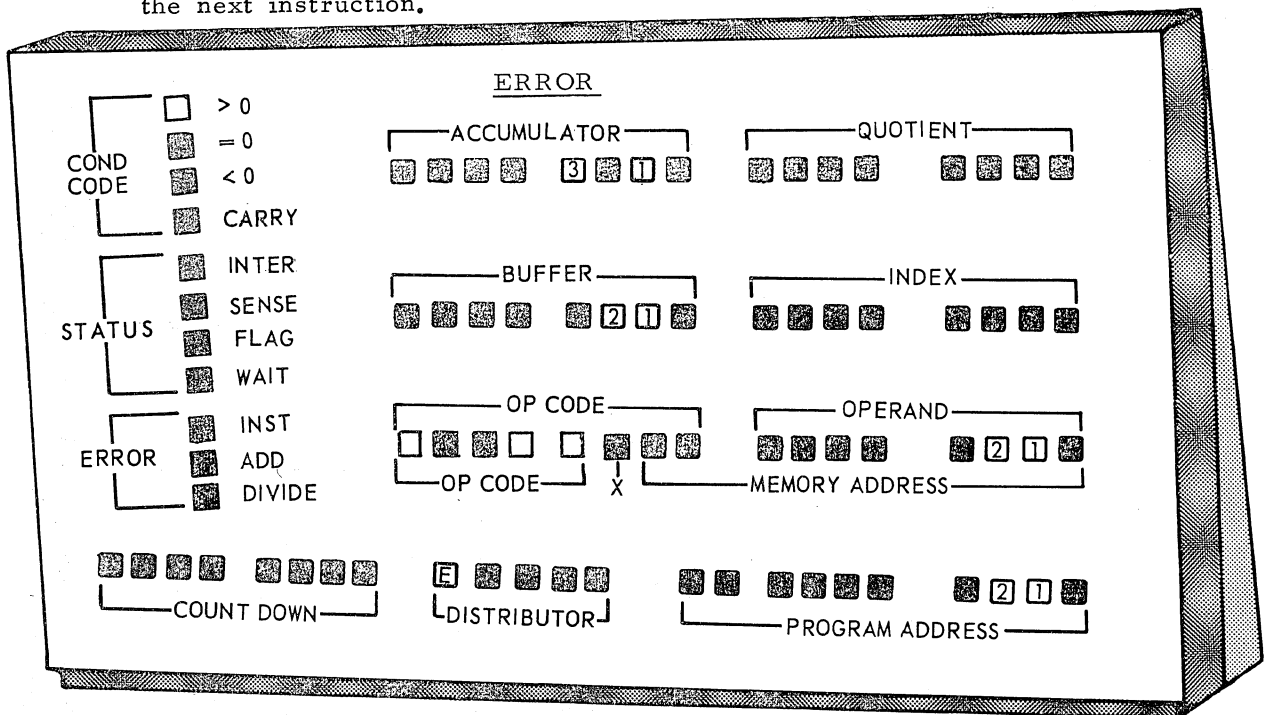 the next instruction.
ERROR
COND CODE
> 0
= 0
< 0
CARRY
STATUS
INTER
SENSE
FLAG
WAIT
ERROR
INST
ADD
DIVIDE
ACCUMULATOR
3 1
QUOTIENT
BUFFER
2 1
INDEX
OP CODE
OP CODE
X
OPERAND
2 1
MEMORY ADDRESS
COUNT DOWN
E
DISTRIBUTOR
2 1
PROGRAM ADDRESS